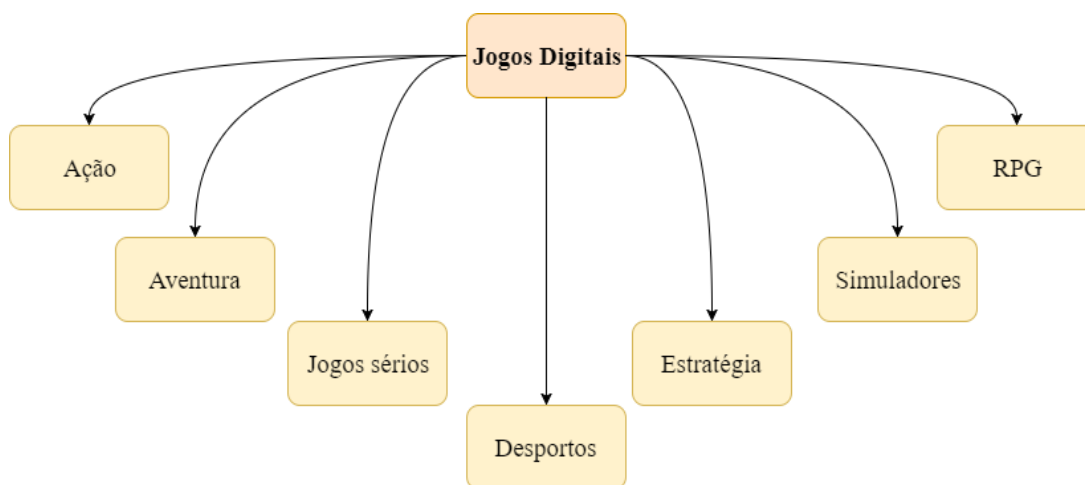 Jogos Digitais
Ação
RPG
Aventura
Simuladores
Jogos sérios
Estratégia
Desportos